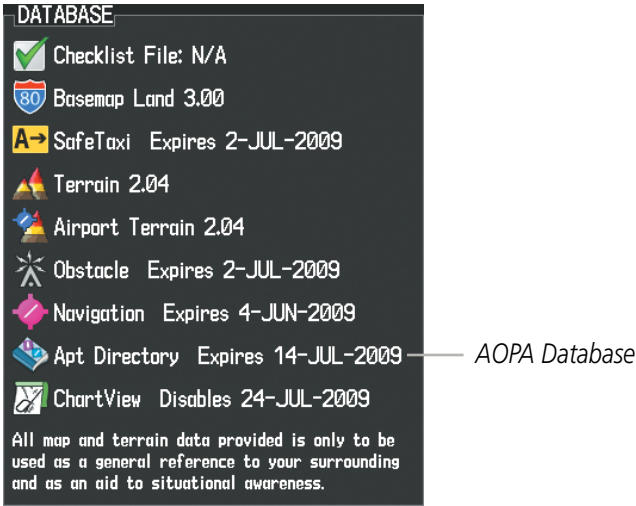 DATABASE
Checklist File: N/A
80
Basemap Land 3.00
A→ SafeTaxi Expires 2-JUL-2009
Terrain 2.04
Airport Terrain 2.04
Obstacle Expires 2-JUL-2009
Navigation Expires 4-JUN-2009
Apt Directory Expires 14-JUL-2009
AOPA Database
ChartView Disables 24-JUL-2009
All map and terrain data provided is only to be
used as a general reference to your surrounding
and as an aid to situational awareness.